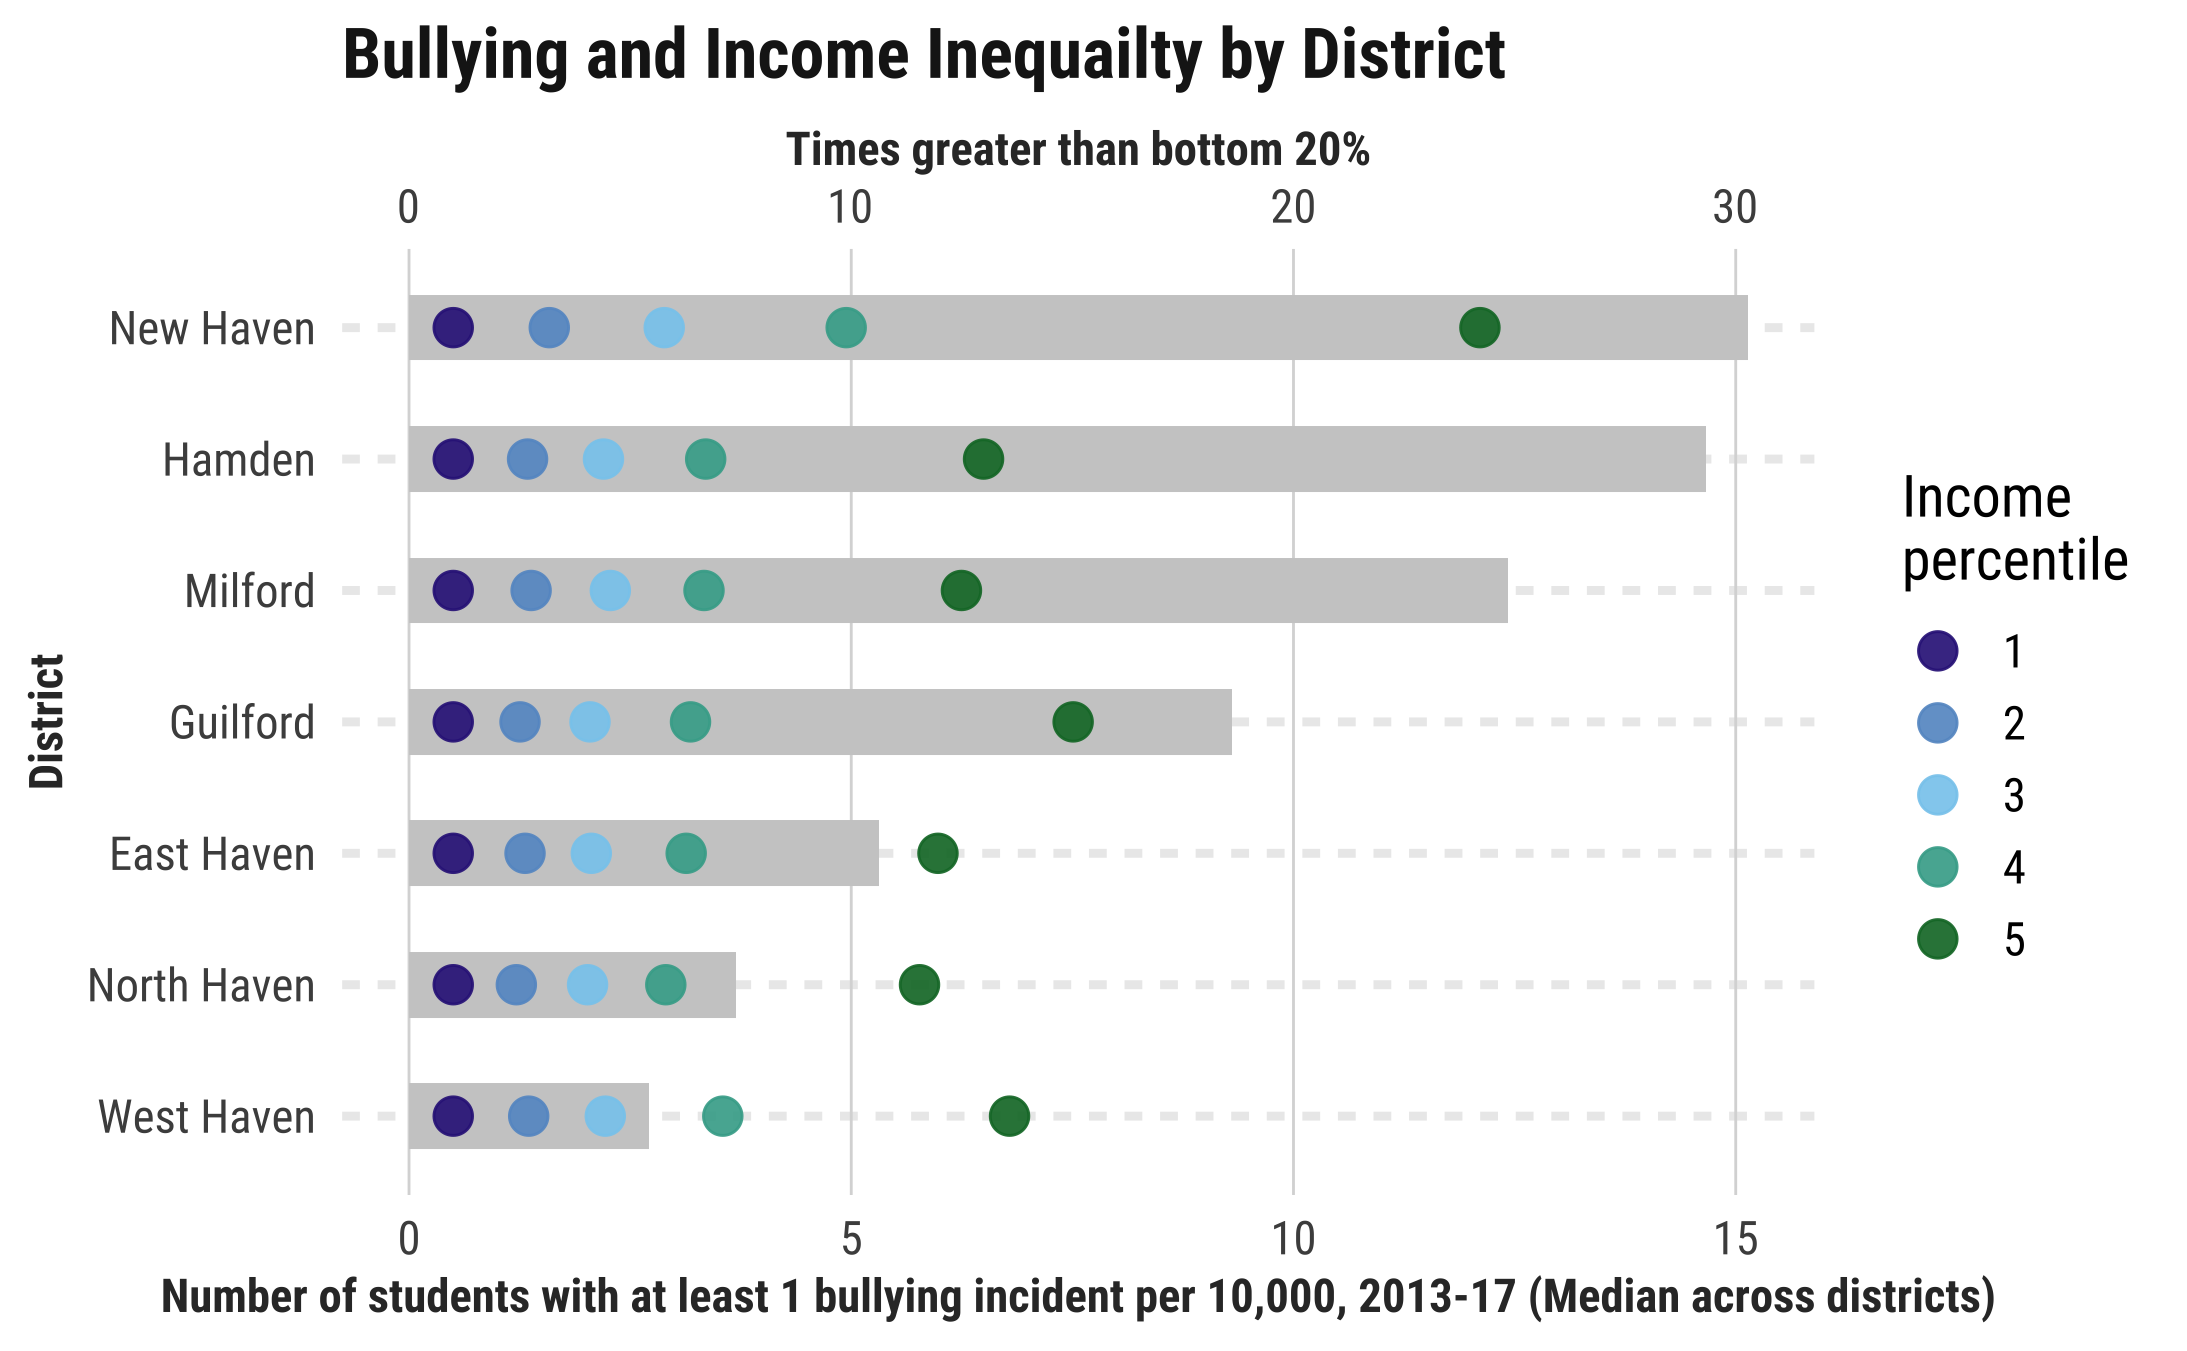 Bullying and Income Inequailty by District
Times greater than bottom 20%
0 10 20 30
New Haven
Hamden
Milford
Guilford
East Haven
North Haven
West Haven
District
0 5 10 15
Number of students with at least 1 bullying incident per 10,000, 2013-17 (Median across districts)
Income
percentile
1
2
3
4
5